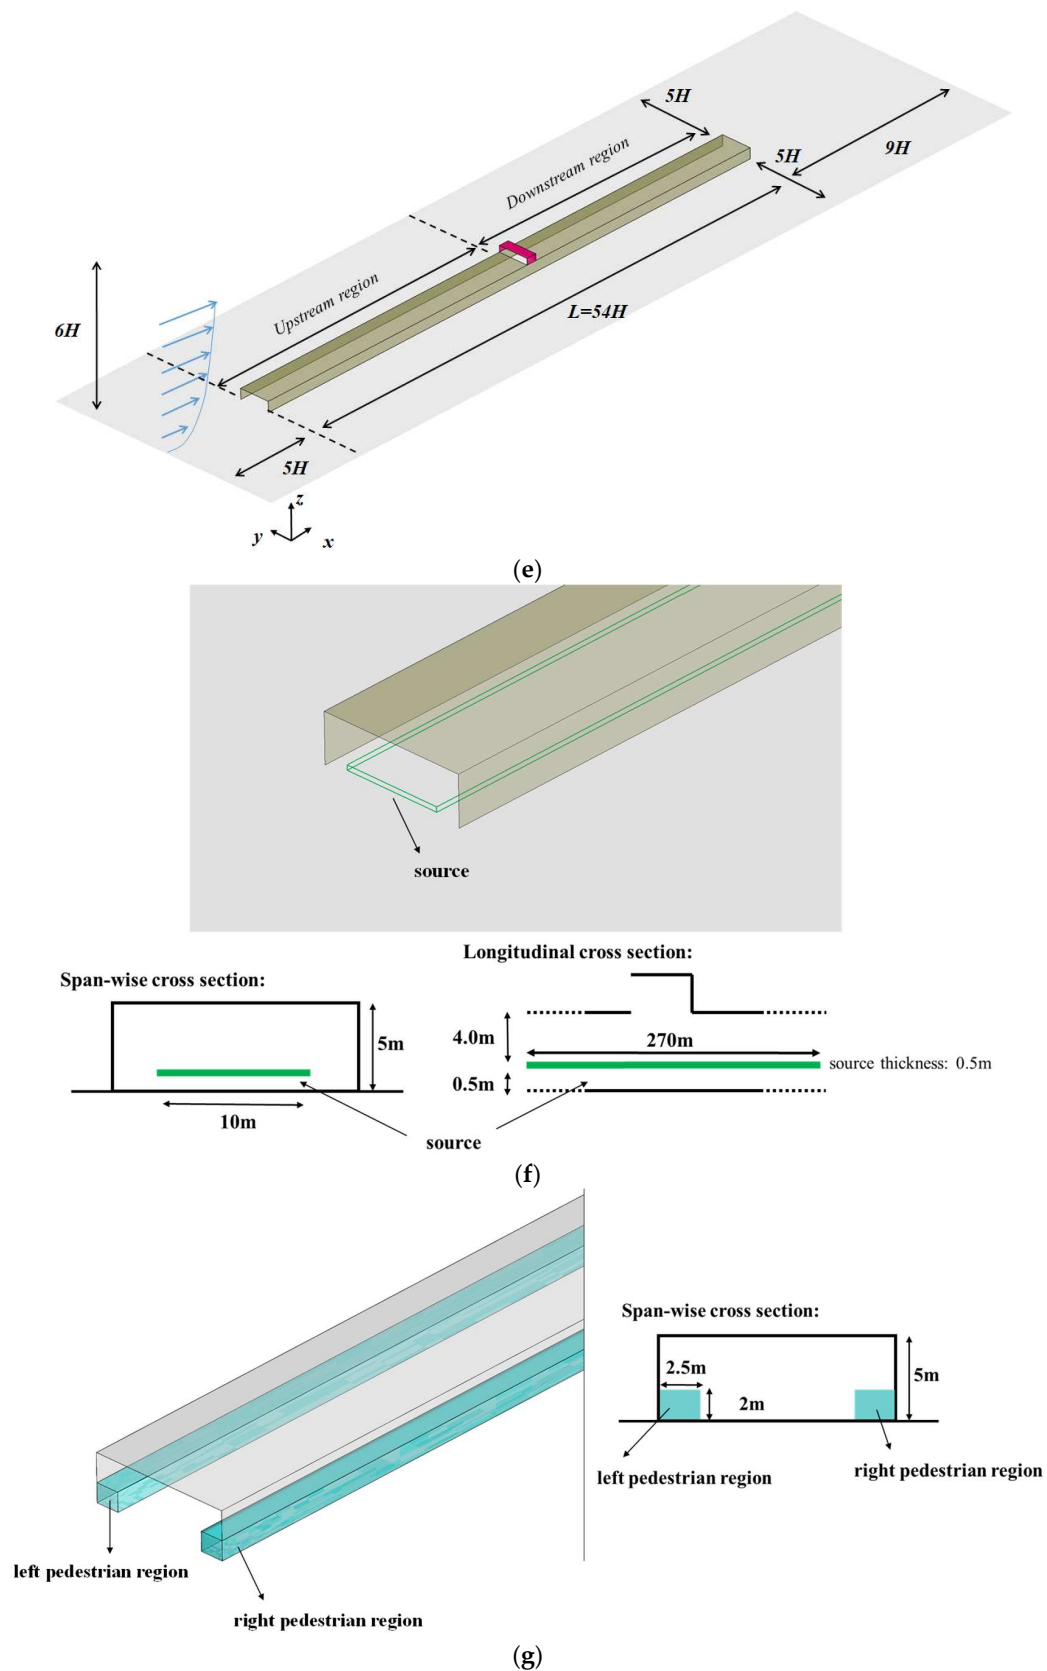 5H
Downstream region
5H
9H
Upstream region
L=54H
6H
5H
z
y
x
(e)
source
Longitudinal cross section:
Span-wise cross section:
5m
4.0m
270m
source thickness: 0.5m
0.5m
10m
source
(f)
Span-wise cross section:
2.5m
5m
2m
left pedestrian region
right pedestrian region
left pedestrian region
right pedestrian region
(g)